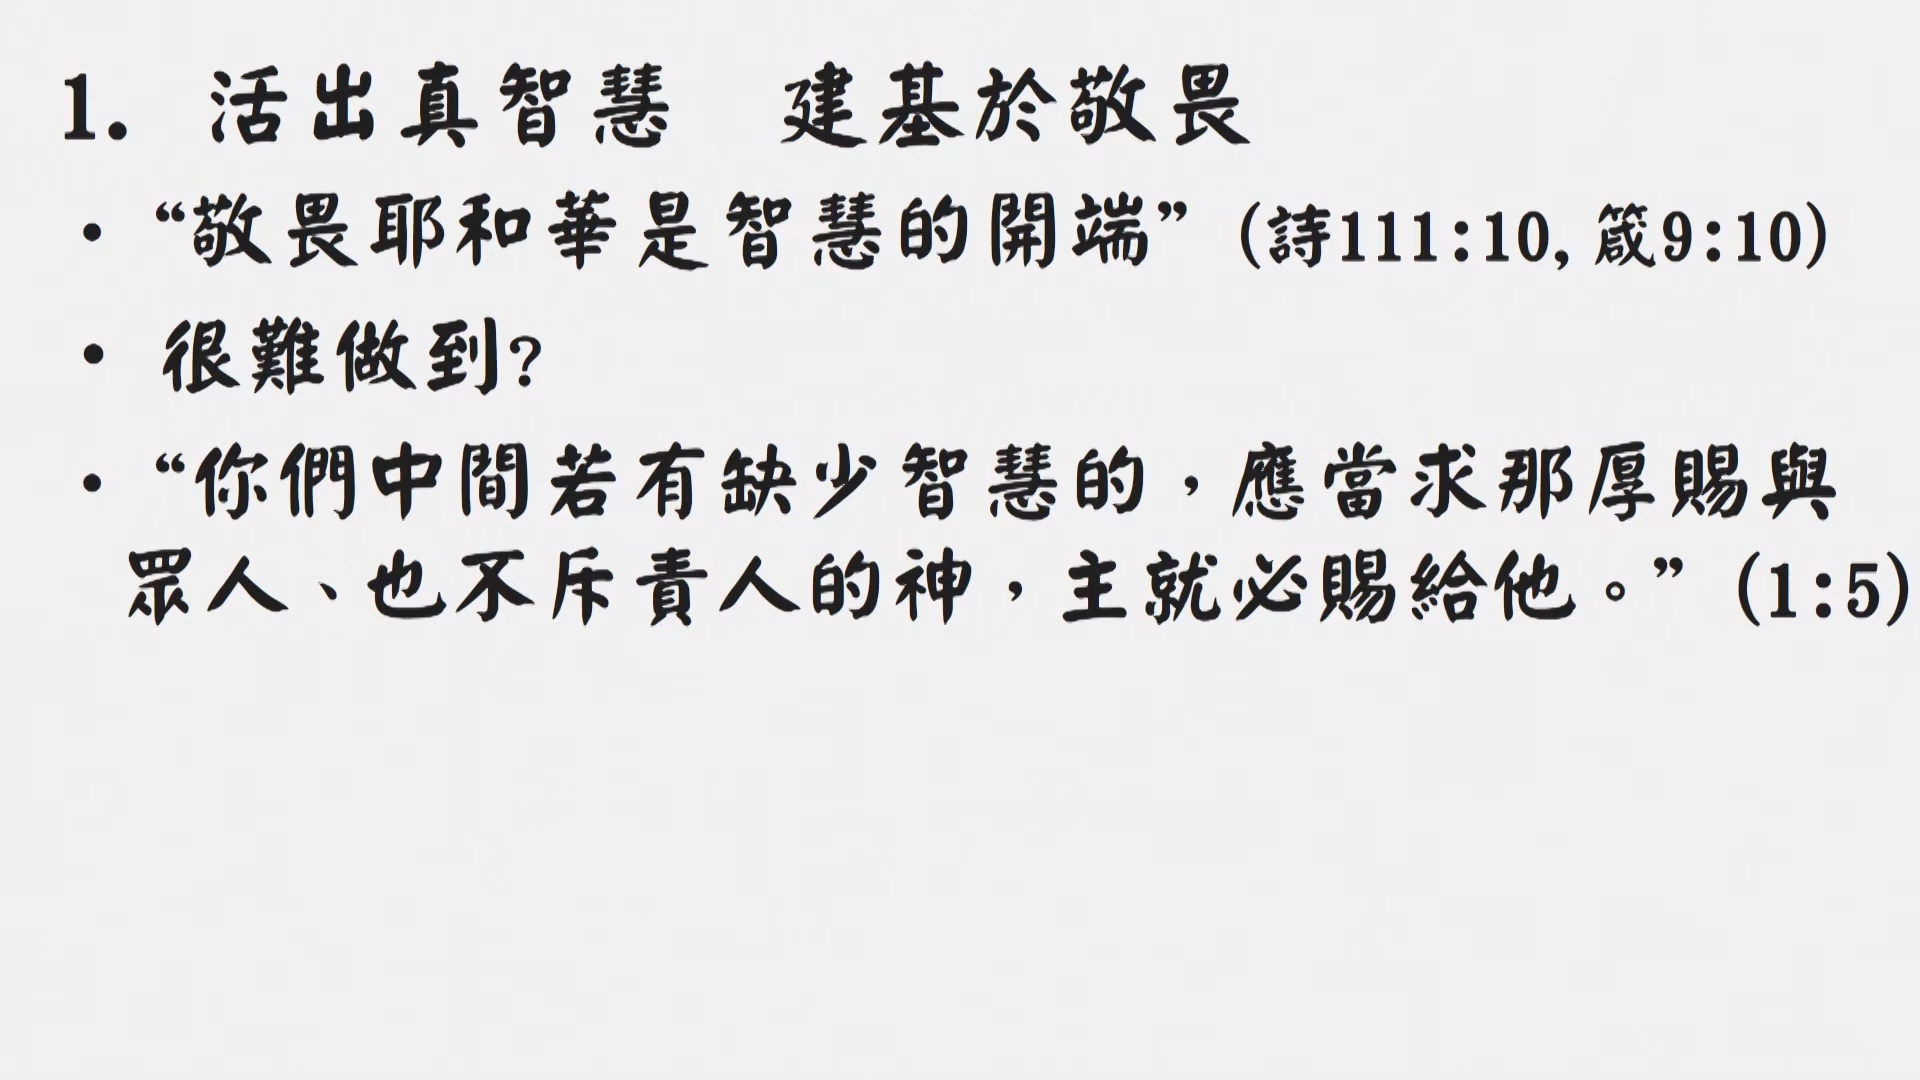 1. 活出真智慧　建基於敬畏
• “敬畏耶和華是智慧的開端” (詩111:10, 箴9:10)
• 很難做到?
• “你們中間若有缺少智慧的，應當求那厚賜與
眾人、也不斥責人的神，主就必賜給他。” (1:5)